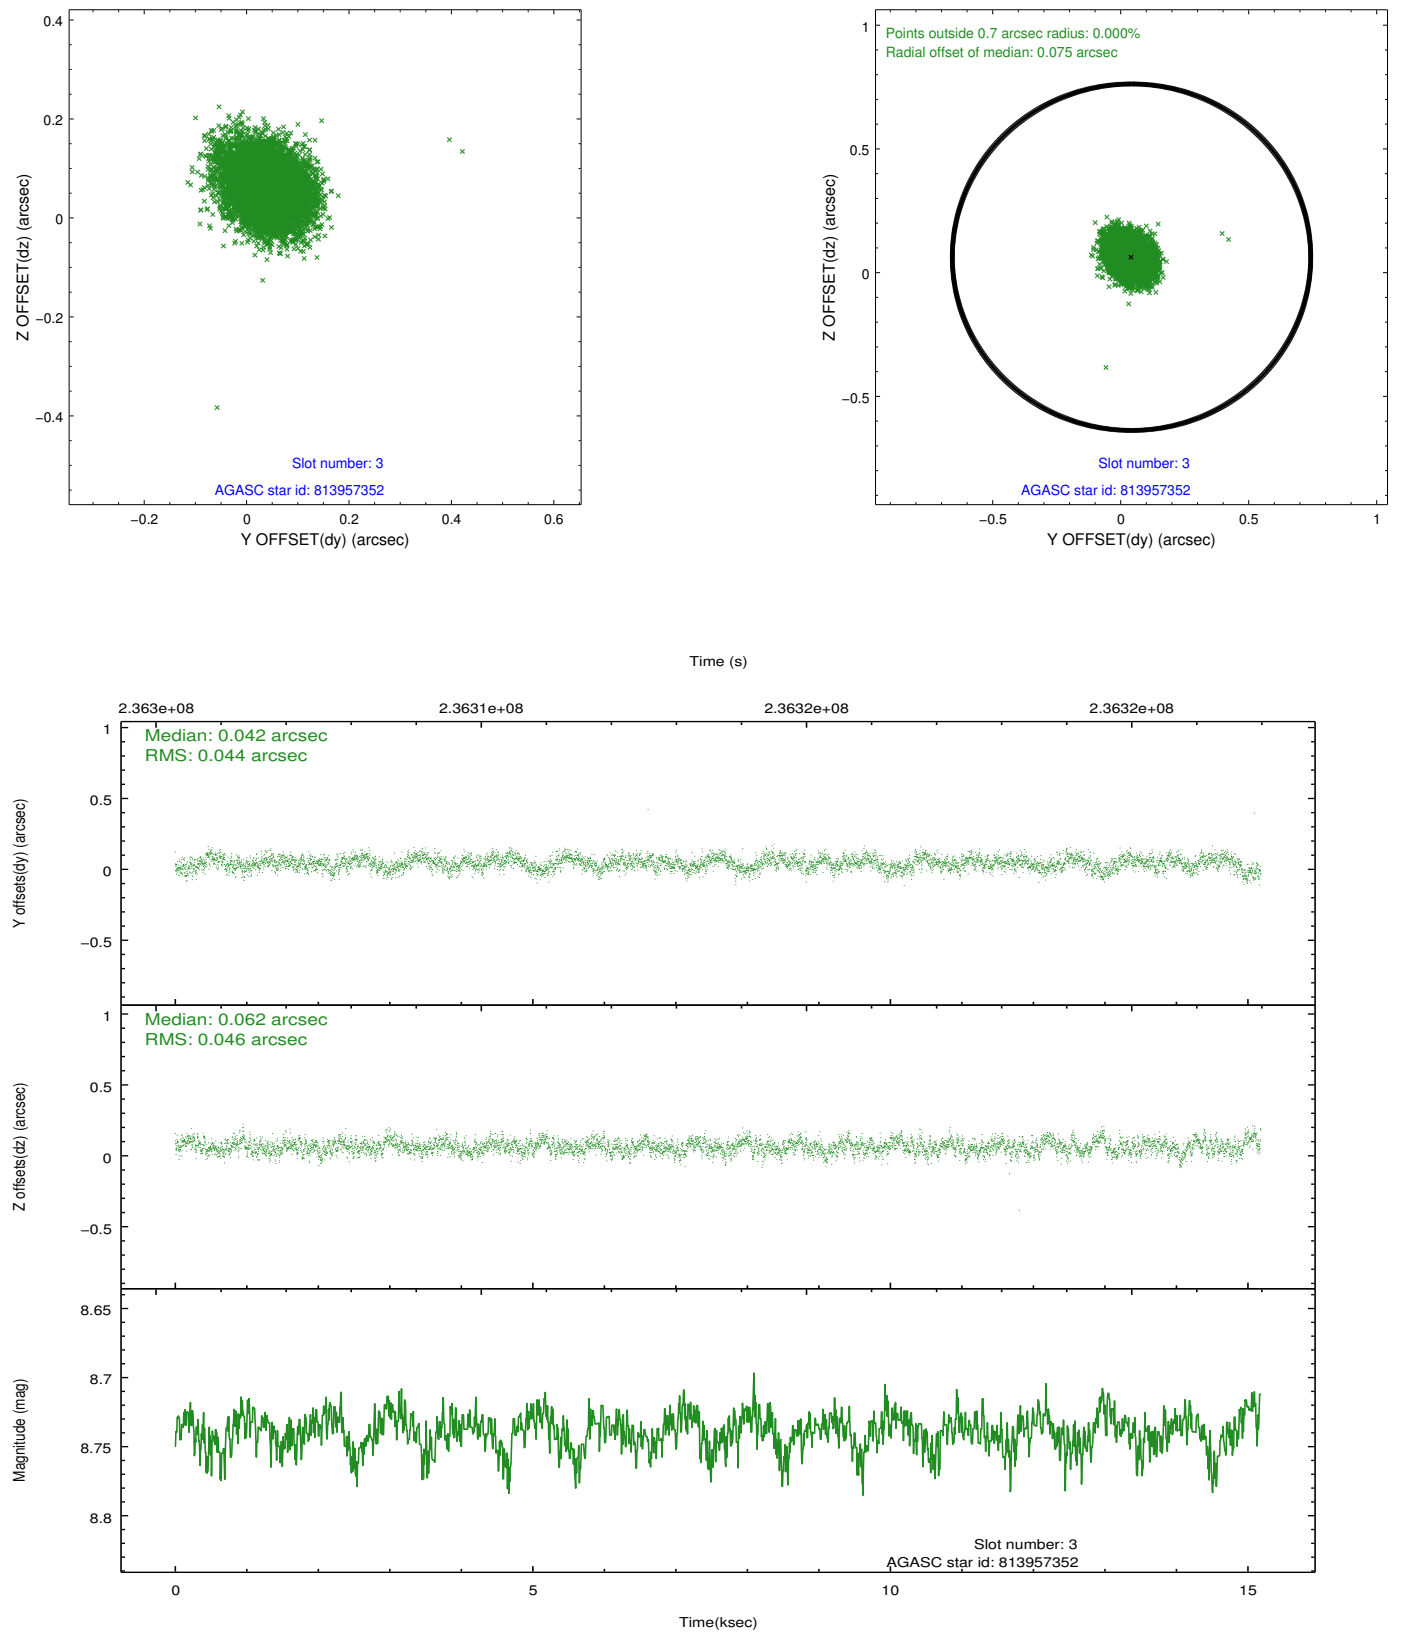 0.4
0.2
0
−0.2
−0.4
Z OFFSET(dz) (arcsec)
Slot number: 3
AGASC star id: 813957352
−0.2 0 0.2 0.4 0.6
Y OFFSET(dy) (arcsec)
Points outside 0.7 arcsec radius: 0.000%
Radial offset of median: 0.075 arcsec
1
0.5
0
−0.5
Z OFFSET(dz) (arcsec)
Slot number: 3
AGASC star id: 813957352
−0.5 0 0.5 1
Y OFFSET(dy) (arcsec)
Time (s)
2.363e+08 2.3631e+08 2.3632e+08 2.3632e+08
Median: 0.042 arcsec
RMS: 0.044 arcsec
1
0.5
0
−0.5
Y offsets(dy) (arcsec)
Median: 0.062 arcsec
RMS: 0.046 arcsec
1
0.5
0
−0.5
Z offsets(dz) (arcsec)
8.65
8.7
8.75
8.8
Magnitude (mag)
Slot number: 3
AGASC star id: 813957352
0 5 10 15
Time(ksec)